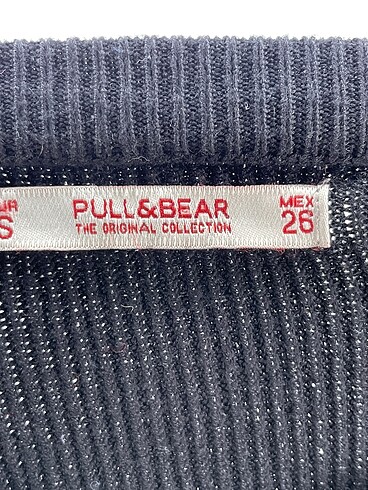 PULL&BEAR
THE ORIGINAL COLLECTION
MEX
26
S